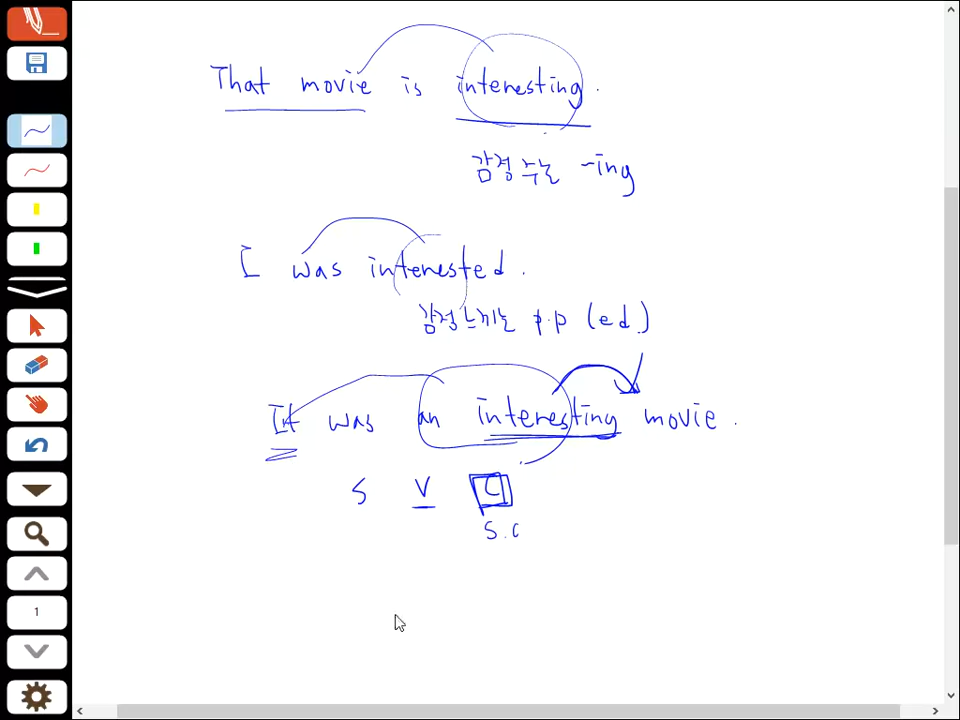 That movie is interesting.
감정 주는 -ing
I was interested.
감정 느끼는 p.p (ed.)
It was an interesting movie.
S V C
S.C
1